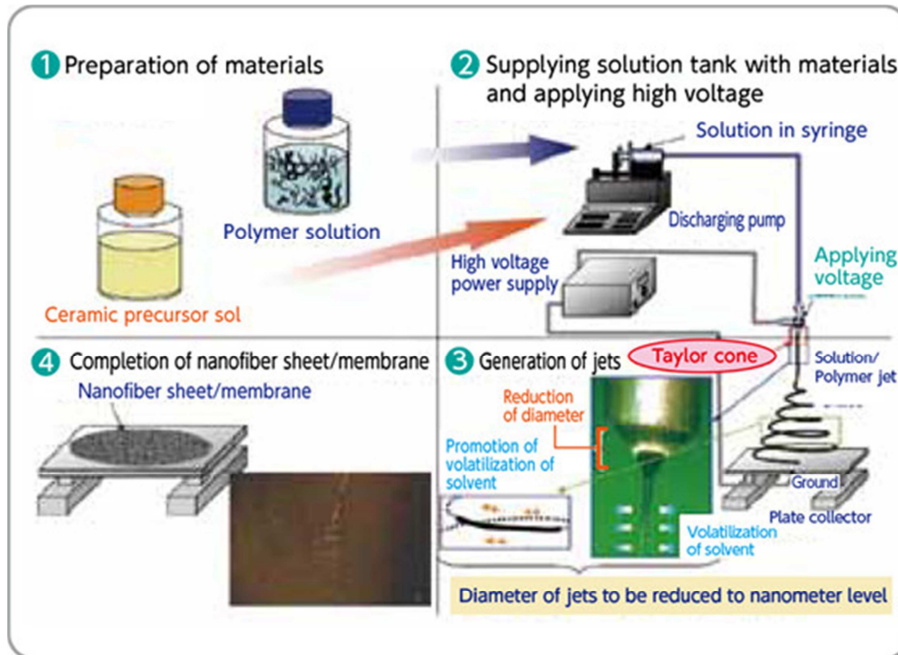 1 Preparation of materials
Polymer solution
Ceramic precursor sol
2 Supplying solution tank with materials
and applying high voltage
Solution in syringe
Discharging pump
High voltage
power supply
Applying
voltage
3 Generation of jets
Taylor cone
Solution/
Polymer jet
Reduction
of diameter
Promotion of
volatilization of
solvent
Ground
Plate collector
Volatilization
of solvent
Diameter of jets to be reduced to nanometer level
4 Completion of nanofiber sheet/membrane
Nanofiber sheet/membrane